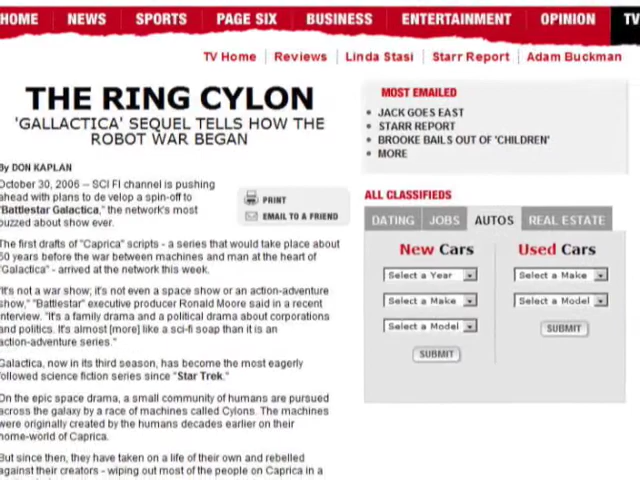 HOME NEWS SPORTS PAGE SIX BUSINESS ENTERTAINMENT OPINION TV
TV Home Reviews Linda Stasi Starr Report Adam Buckman
THE RING CYLON
'GALLACTICA' SEQUEL TELLS HOW THE
ROBOT WAR BEGAN
By DON KAPLAN
October 30, 2006 -- SCI FI channel is pushing
ahead with plans to de velop a spin-off to
"Battlestar Galactica," the network's most
buzzed about show ever.
PRINT
EMAIL TO A FRIEND
The first drafts of "Caprica" scripts - a series that would take place about
50 years before the war between machines and man at the heart of
"Galactica" - arrived at the network this week.
"It's not a war show; it's not even a space show or an action-adventure
show," "Battlestar" executive producer Ronald Moore said in a recent
interview. "It's a family drama and a political drama about corporations
and politics. It's almost [more] like a sci-fi soap than it is an
action-adventure series."
Galactica, now in its third season, has become the most eagerly
followed science fiction series since "Star Trek."
On the epic space drama, a small community of humans are pursued
across the galaxy by a race of machines called Cylons. The machines
were originally created by the humans decades earlier on their
home-world of Caprica.
But since then, they have taken on a life of their own and rebelled
against their creators - wiping out most of the people on Caprica in a
MOST EMAILED
JACK GOES EAST
STARR REPORT
BROOKE BAILS OUT OF 'CHILDREN'
MORE
ALL CLASSIFIEDS
DATING JOBS AUTOS REAL ESTATE
New Cars Used Cars
Select a Year Select a Make
Select a Make Select a Model
Select a Model SUBMIT
SUBMIT